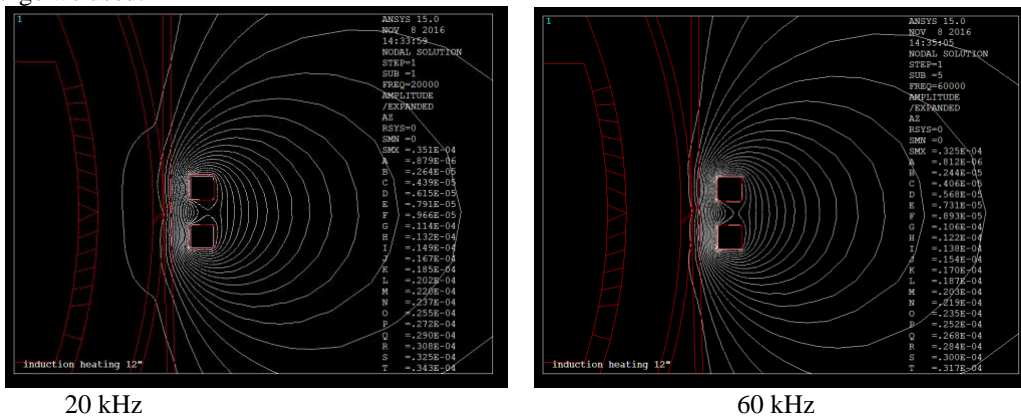 1
ANSYS 15.0
NOV 8 2016
14:33:59
NODAL SOLUTION
STEP=1
SUB =1
FREQ=20000
AMPLITUDE
/EXPANDED
AZ
RSYS=0
SMN =0
SMX =.351E-04
A =.879E-06
B =.264E-05
C =.439E-05
D =.615E-05
E =.791E-05
F =.966E-05
G =.114E-04
H =.132E-04
I =.149E-04
J =.167E-04
K =.185E-04
L =.202E-04
M =.220E-04
N =.237E-04
O =.255E-04
P =.272E-04
Q =.290E-04
R =.308E-04
S =.325E-04
T =.343E-04
induction heating 12"
20 kHz
1
ANSYS 15.0
NOV 8 2016
14:35:05
NODAL SOLUTION
STEP=1
SUB =5
FREQ=60000
AMPLITUDE
/EXPANDED
AZ
RSYS=0
SMN =0
SMX =.325E-04
A =.812E-06
B =.244E-05
C =.406E-05
D =.568E-05
E =.731E-05
F =.893E-05
G =.106E-04
H =.122E-04
I =.138E-04
J =.154E-04
K =.170E-04
L =.187E-04
M =.203E-04
N =.219E-04
O =.235E-04
P =.252E-04
Q =.268E-04
R =.284E-04
S =.300E-04
T =.317E-04
induction heating 12"
60 kHz